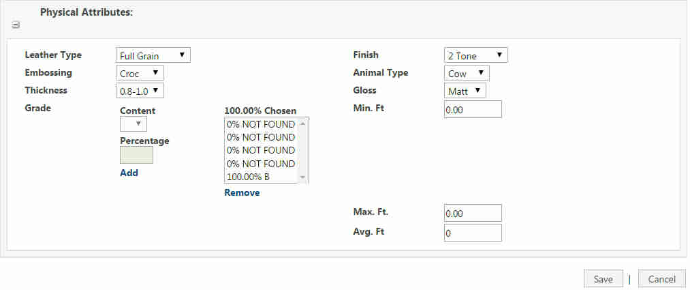 Physical Attributes:
Leather Type Full Grain Finish 2 Tone
Embossing Croc Animal Type Cow
Thickness 0.8-1.0 Gloss Matt
Grade Content 100.00% Chosen Min. Ft 0.00
0% NOT FOUND
0% NOT FOUND
Percentage 0% NOT FOUND
0% NOT FOUND
Add 100.00% B
Remove
Max. Ft. 0.00
Avg. Ft 0
Save | Cancel